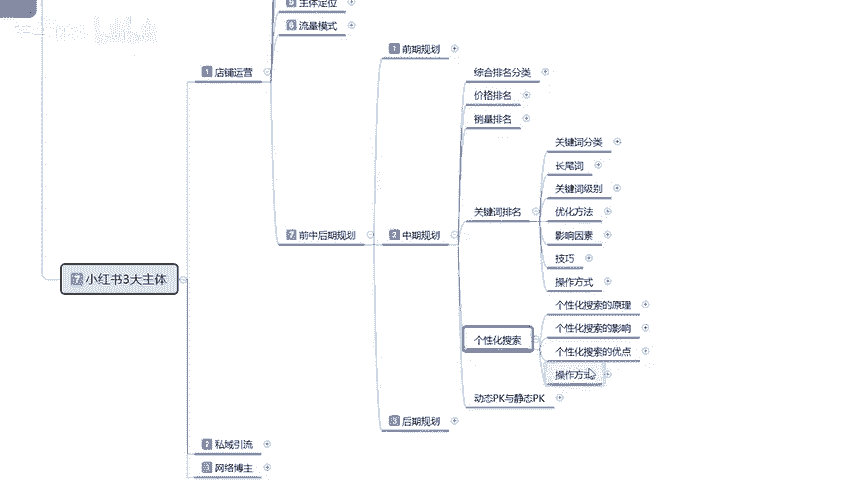 5 主体定位
6 流量模式
1 店铺运营
1 前期规划
综合排名分类
价格排名
销量排名
关键词分类
长尾词
关键词级别
关键词排名
优化方法
影响因素
技巧
操作方式
7 前中后期规划
2 中期规划
7 小红书3大主体
个性化搜索的原理
个性化搜索的影响
个性化搜索
个性化搜索的优点
操作方式
动态PK与静态PK
3 后期规划
2 私域引流
3 网络博主